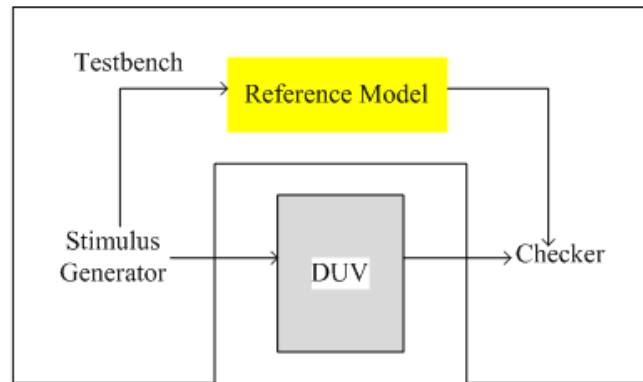 Testbench
Reference Model
Stimulus
Generator
DUV
Checker